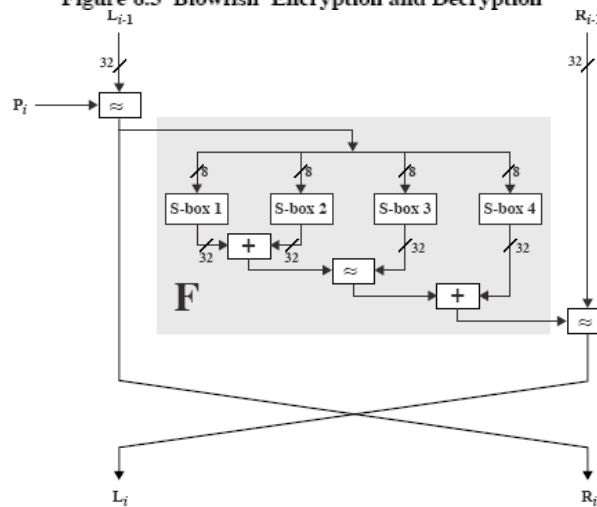 Figure 6.3 Blowfish Encryption and Decryption
L_{i-1}
R_{i-1}
32
32
P_i
≈
8
8
8
8
S-box 1
S-box 2
S-box 3
S-box 4
32
+
32
32
32
≈
+
F
≈
L_i
R_i